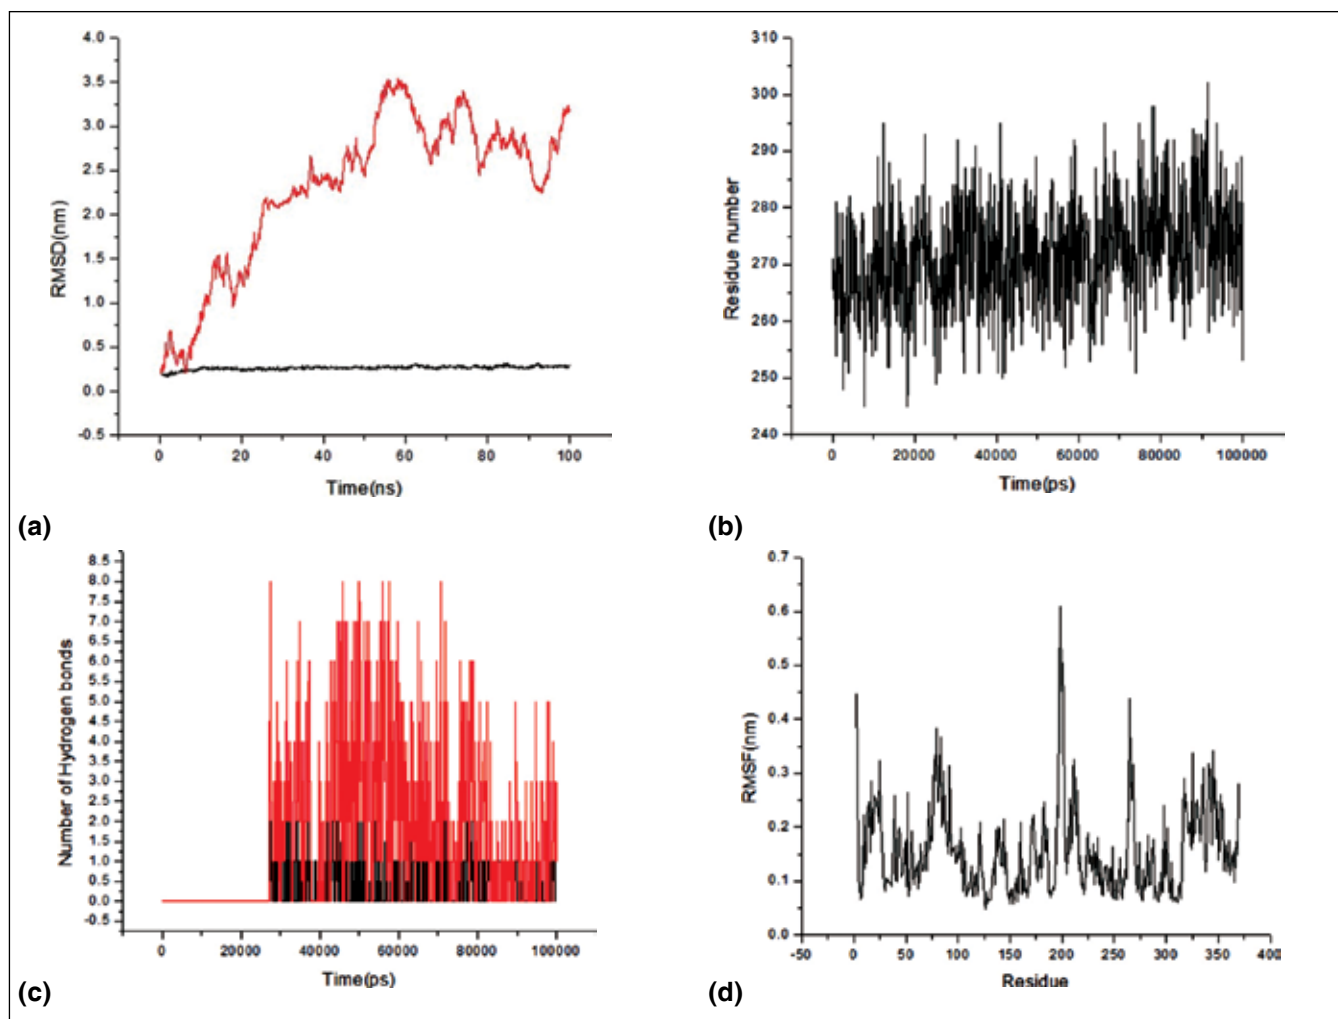 4.0
3.5
3.0
2.5
2.0
1.5
1.0
0.5
0.0
-0.5
RMSD(nm)
0 20 40 60 80 100
Time(ns)
(a)
310
300
290
280
270
260
250
240
Residue number
0 20000 40000 60000 80000 100000
Time(ps)
(b)
8.5
8.0
7.5
7.0
6.5
6.0
5.5
5.0
4.5
4.0
3.5
3.0
2.5
2.0
1.5
1.0
0.5
0.0
-0.5
Number of Hydrogen bonds
0 20000 40000 60000 80000 100000
Time(ps)
(c)
0.7
0.6
0.5
0.4
0.3
0.2
0.1
0.0
RMSF(nm)
-50 0 50 100 150 200 250 300 350 400
Residue
(d)